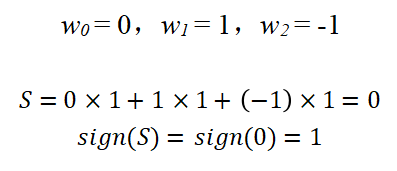 w₀ = 0，w₁ = 1，w₂ = -1
S = 0 × 1 + 1 × 1 + (−1) × 1 = 0
sign(S) = sign(0) = 1